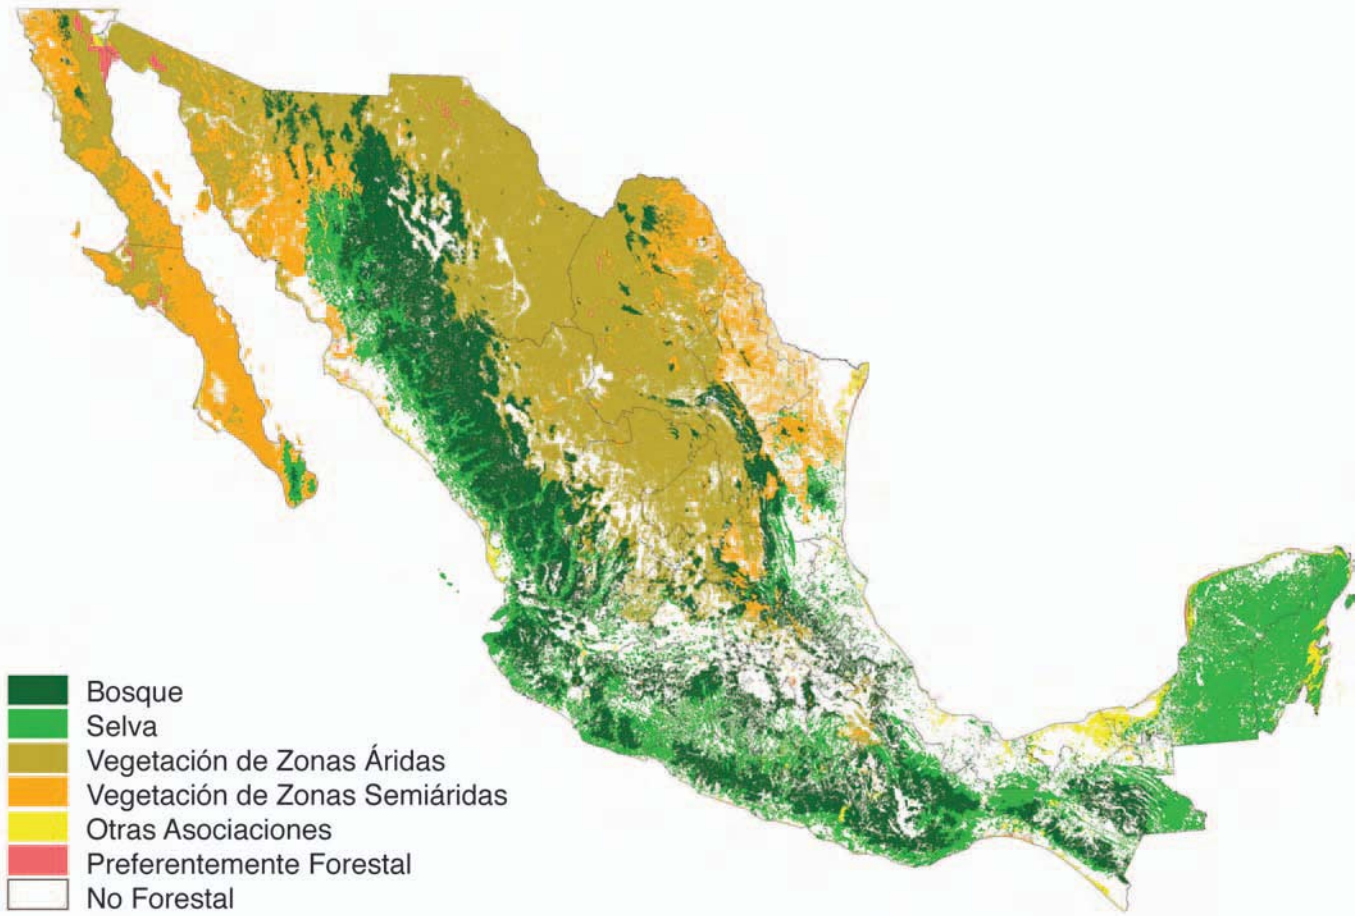 Bosque
Selva
Vegetación de Zonas Áridas
Vegetación de Zonas Semiáridas
Otras Asociaciones
Preferentemente Forestal
No Forestal